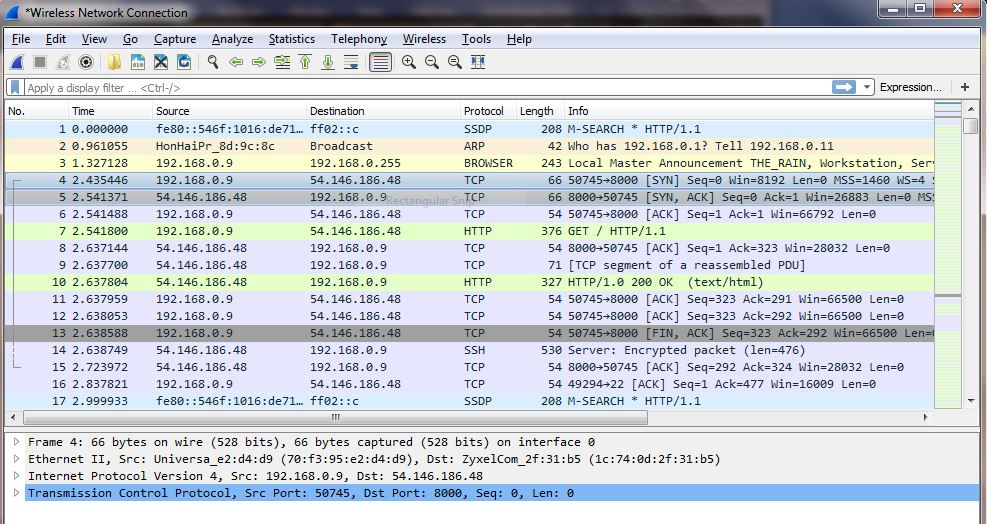 *Wireless Network Connection
File Edit View Go Capture Analyze Statistics Telephony Wireless Tools Help
Apply a display filter ... <Ctrl-/> Expression... +
No. Time Source Destination Protocol Length Info
1 0.000000 fe80::546f:1016:de71… ff02::c SSDP 208 M-SEARCH * HTTP/1.1
2 0.961055 HonHaiPr_8d:9c:8c Broadcast ARP 42 Who has 192.168.0.1? Tell 192.168.0.11
3 1.327128 192.168.0.9 192.168.0.255 BROWSER 243 Local Master Announcement THE_RAIN, Workstation, Ser
4 2.435446 192.168.0.9 54.146.186.48 TCP 66 50745→8000 [SYN] Seq=0 Win=8192 Len=0 MSS=1460 WS=4 S
5 2.541371 54.146.186.48 192.168.0.9 TCP 66 8000→50745 [SYN, ACK] Seq=0 Ack=1 Win=26883 Len=0 MS
Rectangular Snip
6 2.541488 192.168.0.9 54.146.186.48 TCP 54 50745→8000 [ACK] Seq=1 Ack=1 Win=66792 Len=0
7 2.541800 192.168.0.9 54.146.186.48 HTTP 376 GET / HTTP/1.1
8 2.637144 54.146.186.48 192.168.0.9 TCP 54 8000→50745 [ACK] Seq=1 Ack=323 Win=28032 Len=0
9 2.637700 54.146.186.48 192.168.0.9 TCP 71 [TCP segment of a reassembled PDU]
10 2.637804 54.146.186.48 192.168.0.9 HTTP 327 HTTP/1.0 200 OK (text/html)
11 2.637959 192.168.0.9 54.146.186.48 TCP 54 50745→8000 [ACK] Seq=323 Ack=291 Win=66500 Len=0
12 2.638053 192.168.0.9 54.146.186.48 TCP 54 50745→8000 [ACK] Seq=323 Ack=292 Win=66500 Len=0
13 2.638588 192.168.0.9 54.146.186.48 TCP 54 50745→8000 [FIN, ACK] Seq=323 Ack=292 Win=66500 Len=
14 2.638749 54.146.186.48 192.168.0.9 SSH 530 Server: Encrypted packet (len=476)
15 2.723972 54.146.186.48 192.168.0.9 TCP 54 8000→50745 [ACK] Seq=292 Ack=324 Win=28032 Len=0
16 2.837821 192.168.0.9 54.146.186.48 TCP 54 49294→22 [ACK] Seq=1 Ack=477 Win=16009 Len=0
17 2.999933 fe80::546f:1016:de71… ff02::c SSDP 208 M-SEARCH * HTTP/1.1
Frame 4: 66 bytes on wire (528 bits), 66 bytes captured (528 bits) on interface 0
Ethernet II, Src: Universa_e2:d4:d9 (70:f3:95:e2:d4:d9), Dst: ZyxelCom_2f:31:b5 (1c:74:0d:2f:31:b5)
Internet Protocol Version 4, Src: 192.168.0.9, Dst: 54.146.186.48
Transmission Control Protocol, Src Port: 50745, Dst Port: 8000, Seq: 0, Len: 0